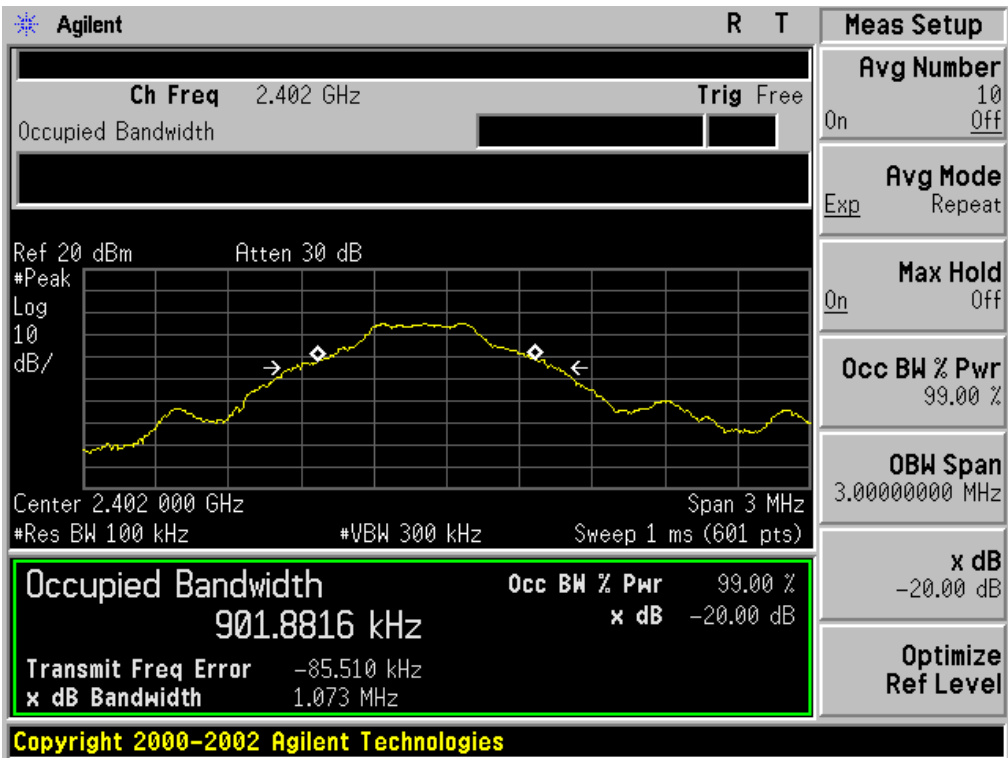 Agilent R T
Ch Freq 2.402 GHz Trig Free
Occupied Bandwidth
Ref 20 dBm Atten 30 dB
#Peak
Log
10
dB/
Center 2.402 000 GHz Span 3 MHz
#Res BW 100 kHz #VBW 300 kHz Sweep 1 ms (601 pts)
Occupied Bandwidth Occ BW % Pwr 99.00 %
901.8816 kHz x dB -20.00 dB
Transmit Freq Error -85.510 kHz
x dB Bandwidth 1.073 MHz
Copyright 2000-2002 Agilent Technologies
Meas Setup
Avg Number
10
On Off
Avg Mode
Exp Repeat
Max Hold
On Off
Occ BW % Pwr
99.00 %
OBW Span
3.00000000 MHz
x dB
-20.00 dB
Optimize
Ref Level